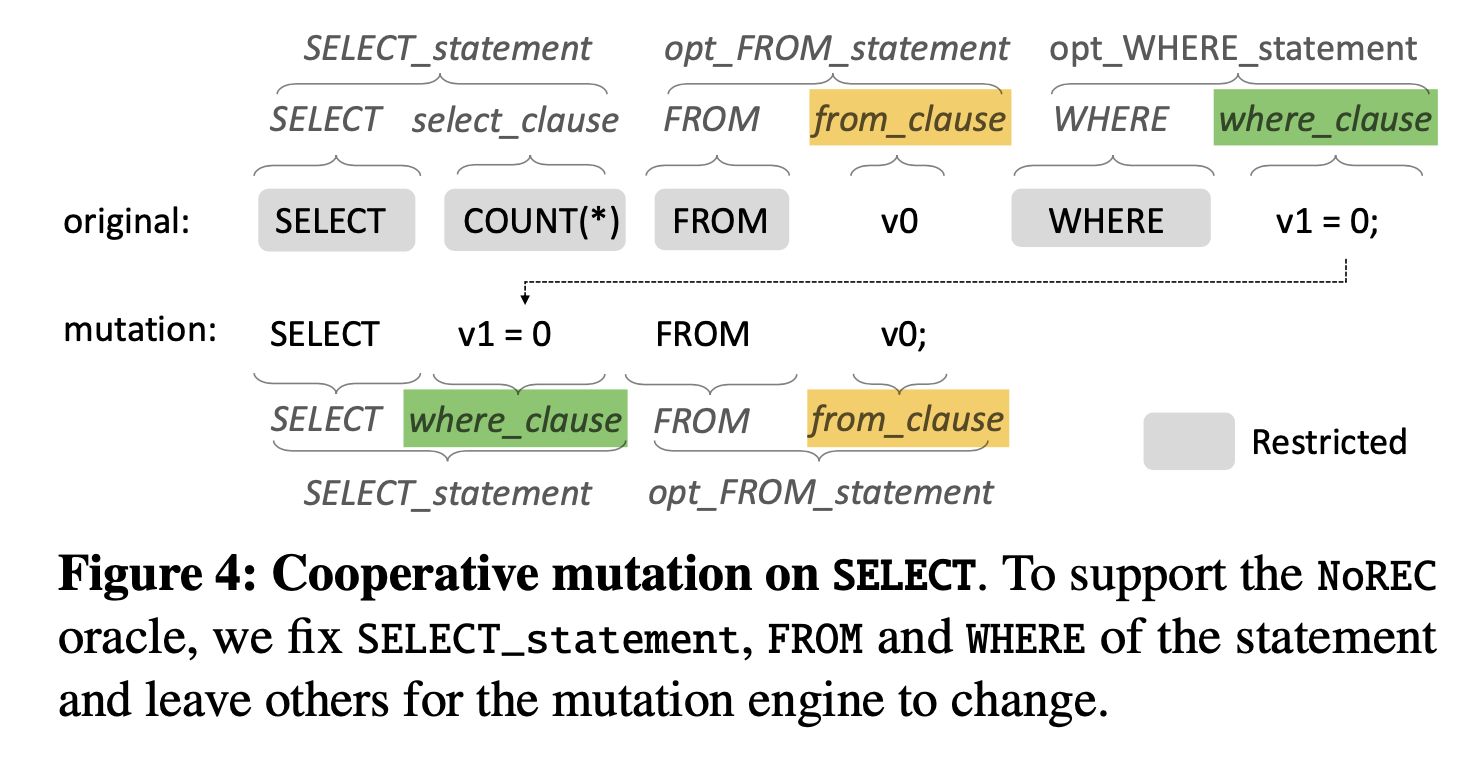 SELECT_statement opt_FROM_statement opt_WHERE_statement
SELECT select_clause FROM from_clause WHERE where_clause
original: SELECT COUNT(*) FROM v0 WHERE v1 = 0;
mutation: SELECT v1 = 0 FROM v0;
SELECT where_clause FROM from_clause
Restricted
SELECT_statement opt_FROM_statement
Figure 4: Cooperative mutation on SELECT. To support the NoREC
oracle, we fix SELECT_statement, FROM and WHERE of the statement
and leave others for the mutation engine to change.